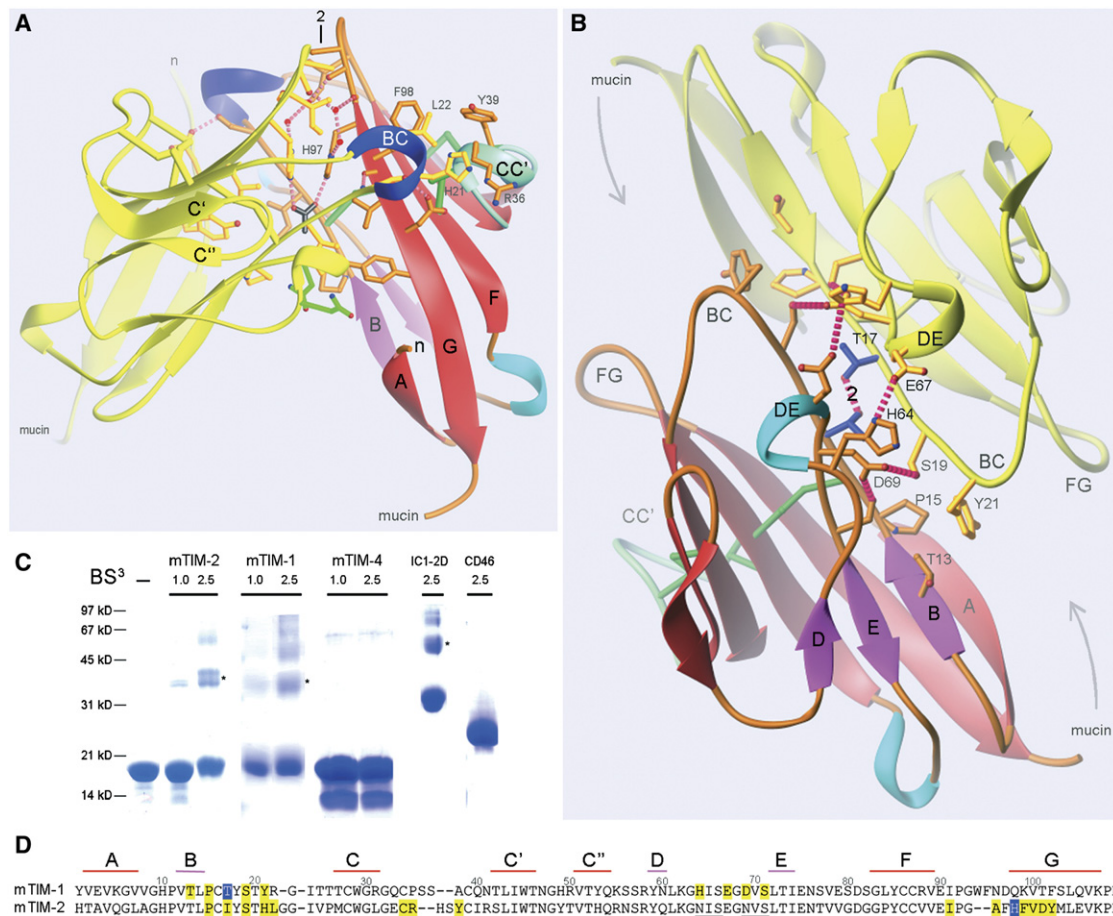 A
2
n
F98
L22
Y39
BC
H97
CC'
H21
R36
C'
C''
F
B
n
G
A
mucin
mucin
B
mucin
BC
T17
DE
FG
2
E67
DE
H64
S19
BC
D69
FG
P15
Y21
CC'
T13
A
B
E
D
mucin
C
mTIM-2 mTIM-1 mTIM-4 IC1-2D CD46
BS³ — 1.0 2.5 1.0 2.5 1.0 2.5 2.5 2.5
97 kD
67 kD
45 kD
* * *
31 kD
21 kD
14 kD
D
A B C C' C'' D E F G
10 20 30 40 50 60 70 80 90 100
mTIM-1 YVEVKGVVGHPVTLPCTYSTYR-G-ITTTCWGRGQCPSS--ACQNTLIWTNGHRVTYQKSSRYNLKGHISEGDVSLTIENSVESDSGLYCCRVEIPGWFNDQKVTFSLQVKP
mTIM-2 HTAVQGLAGHPVTLPCIYSTHLGG-IVPMCWGLGECRR--HSYCIRTLIWTNGYTVTHQRNSRYQLKGNISEGNVSLTIENTVVGDGGPYCCVVEIPG--AFHFVDYMLEVKP